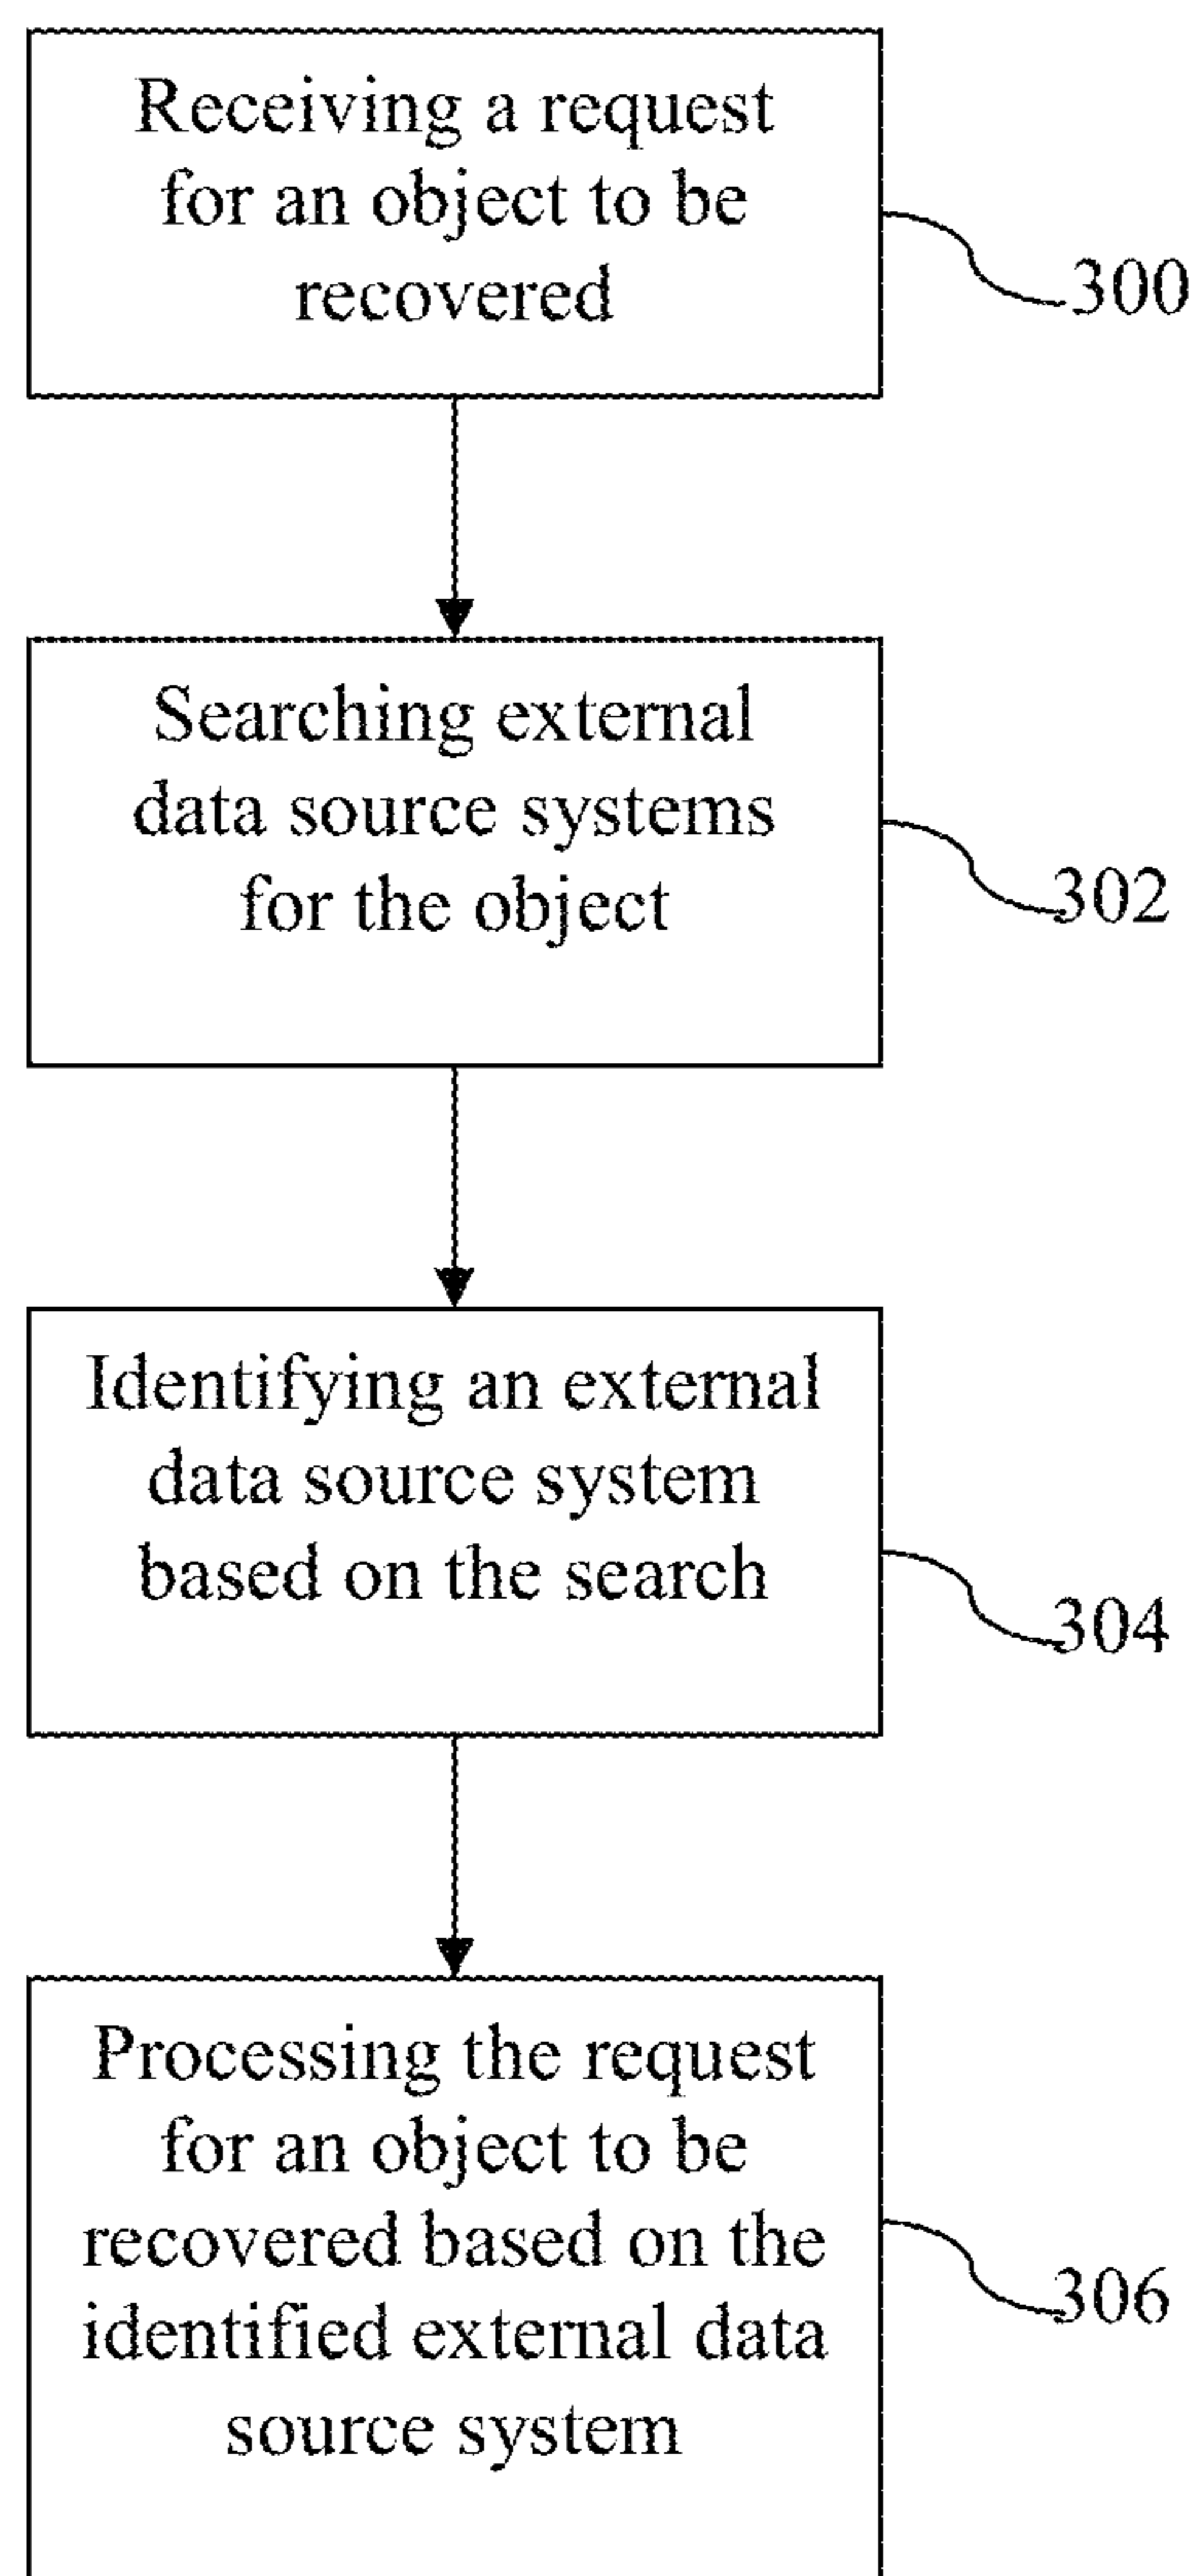 Receiving a request
for an object to be
recovered
300
Searching external
data source systems
for the object
302
Identifying an external
data source system
based on the search
304
Processing the request
for an object to be
recovered based on the
identified external data
source system
306